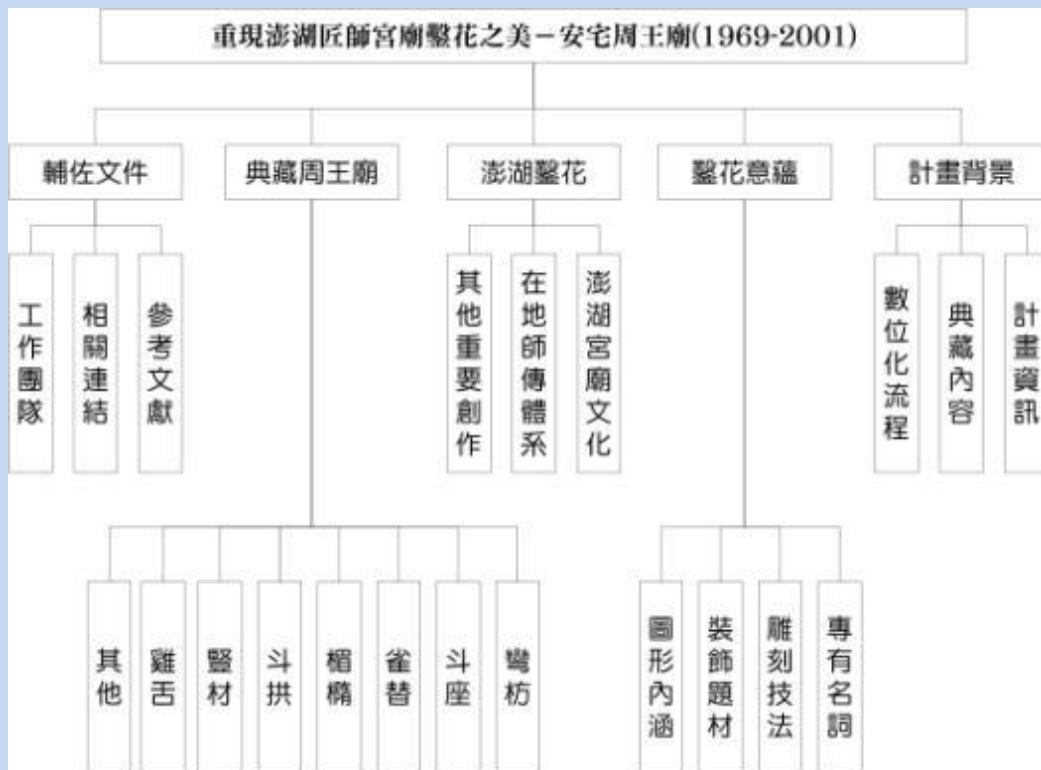 重現澎湖匠師宮廟鑿花之美－安宅周王廟(1969-2001)
輔佐文件
典藏周王廟
澎湖鑿花
鑿花意蘊
計畫背景
工作團隊
相關連結
參考文獻
其他重要創作
在地師傳體系
澎湖宮廟文化
數位化流程
典藏內容
計畫資訊
其他
雞舌
豎材
斗拱
楣橢
雀替
斗座
彎枋
圖形內涵
裝飾題材
雕刻技法
專有名詞